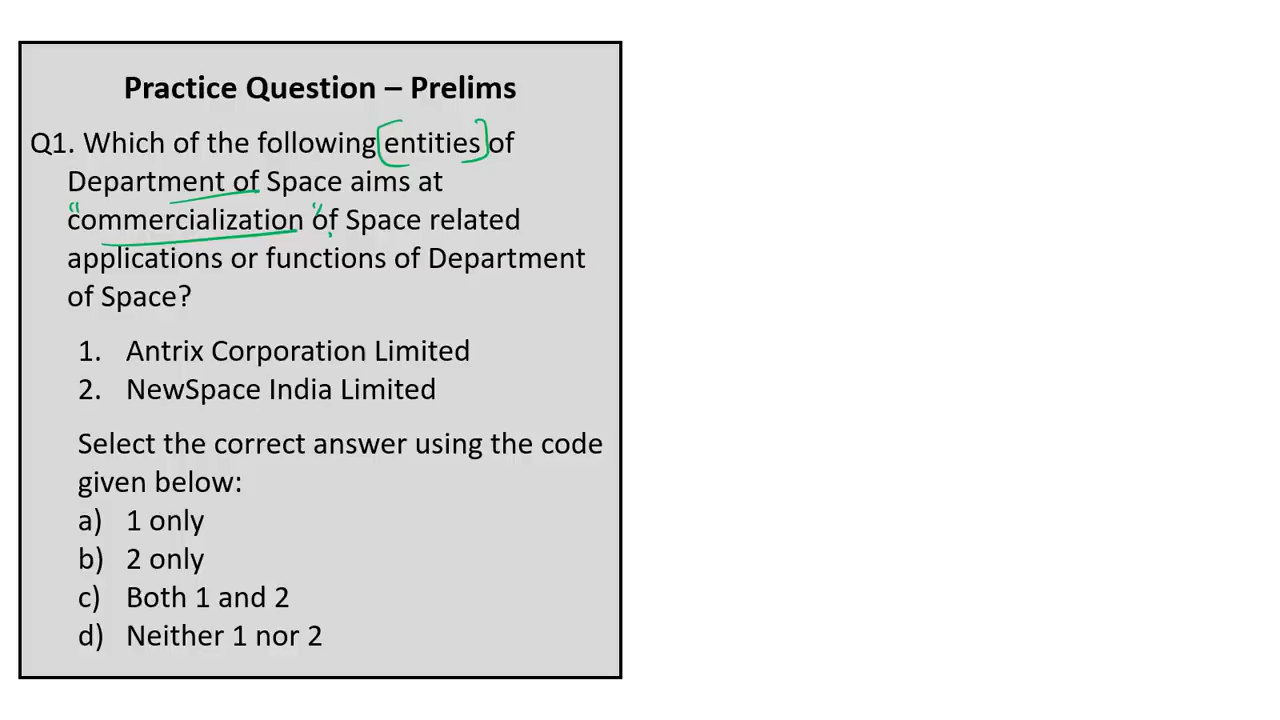 Practice Question – Prelims
Q1. Which of the following entities of
Department of Space aims at
"commercialization" of Space related
applications or functions of Department
of Space?
1. Antrix Corporation Limited
2. NewSpace India Limited
Select the correct answer using the code
given below:
a) 1 only
b) 2 only
c) Both 1 and 2
d) Neither 1 nor 2